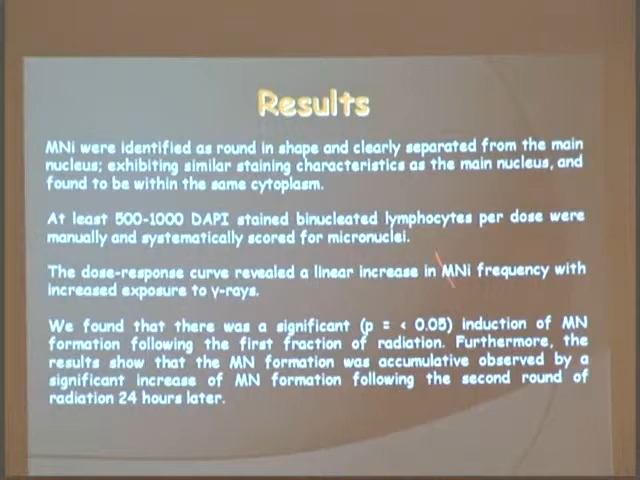 Results
MNi were identified as round in shape and clearly separated from the main
nucleus; exhibiting similar staining characteristics as the main nucleus, and
found to be within the same cytoplasm.
At least 500-1000 DAPI stained binucleated lymphocytes per dose were
manually and systematically scored for micronuclei.
The dose-response curve revealed a linear increase in MNi frequency with
increased exposure to γ-rays.
We found that there was a significant (p = < 0.05) induction of MN
formation following the first fraction of radiation. Furthermore, the
results show that the MN formation was accumulative observed by a
significant increase of MN formation following the second round of
radiation 24 hours later.